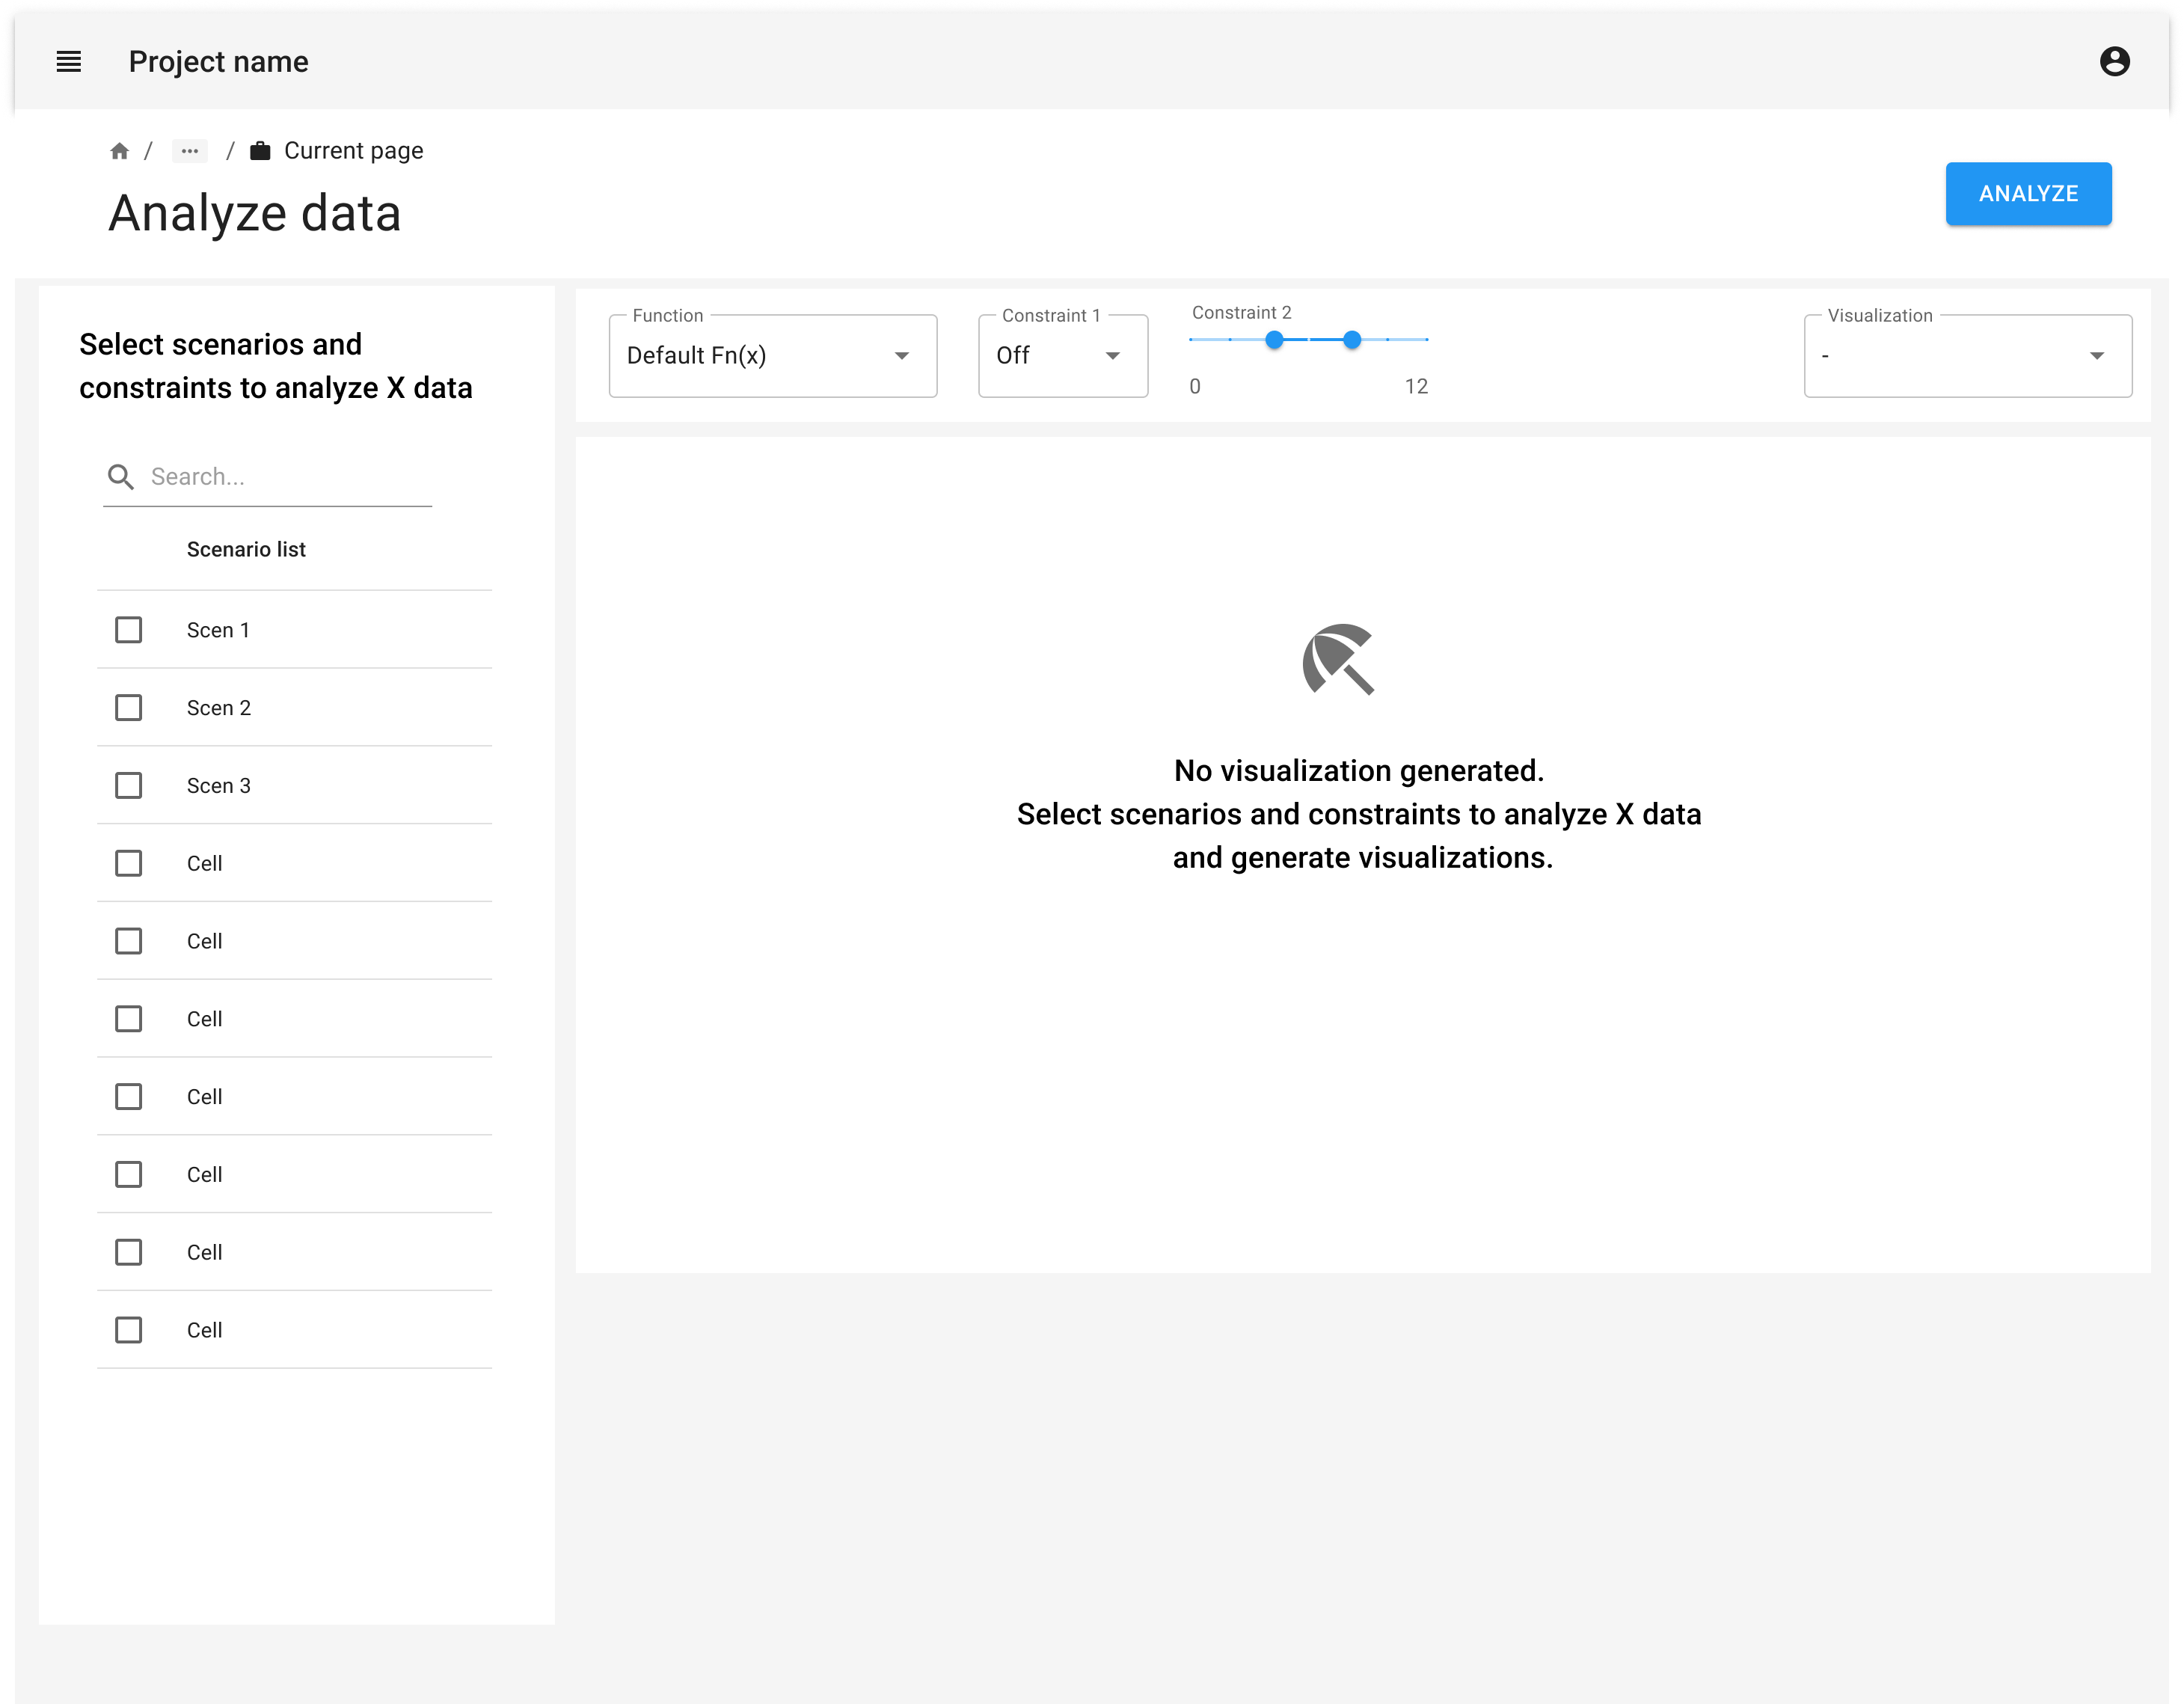 Project name
/ ... / Current page
Analyze data
ANALYZE
Select scenarios and
constraints to analyze X data
Search...
Scenario list
Scen 1
Scen 2
Scen 3
Cell
Cell
Cell
Cell
Cell
Cell
Cell
Function
Default Fn(x)
Constraint 1
Off
Constraint 2
0 12
Visualization
-
No visualization generated.
Select scenarios and constraints to analyze X data
and generate visualizations.